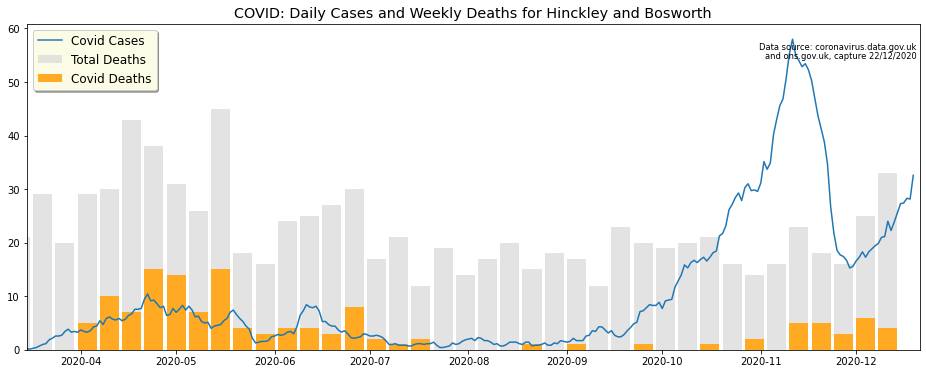 COVID: Daily Cases and Weekly Deaths for Hinckley and Bosworth
60
50
40
30
20
10
0
Covid Cases
Total Deaths
Covid Deaths
Data source: coronavirus.data.gov.uk
and ons.gov.uk, capture 22/12/2020
2020-04 2020-05 2020-06 2020-07 2020-08 2020-09 2020-10 2020-11 2020-12